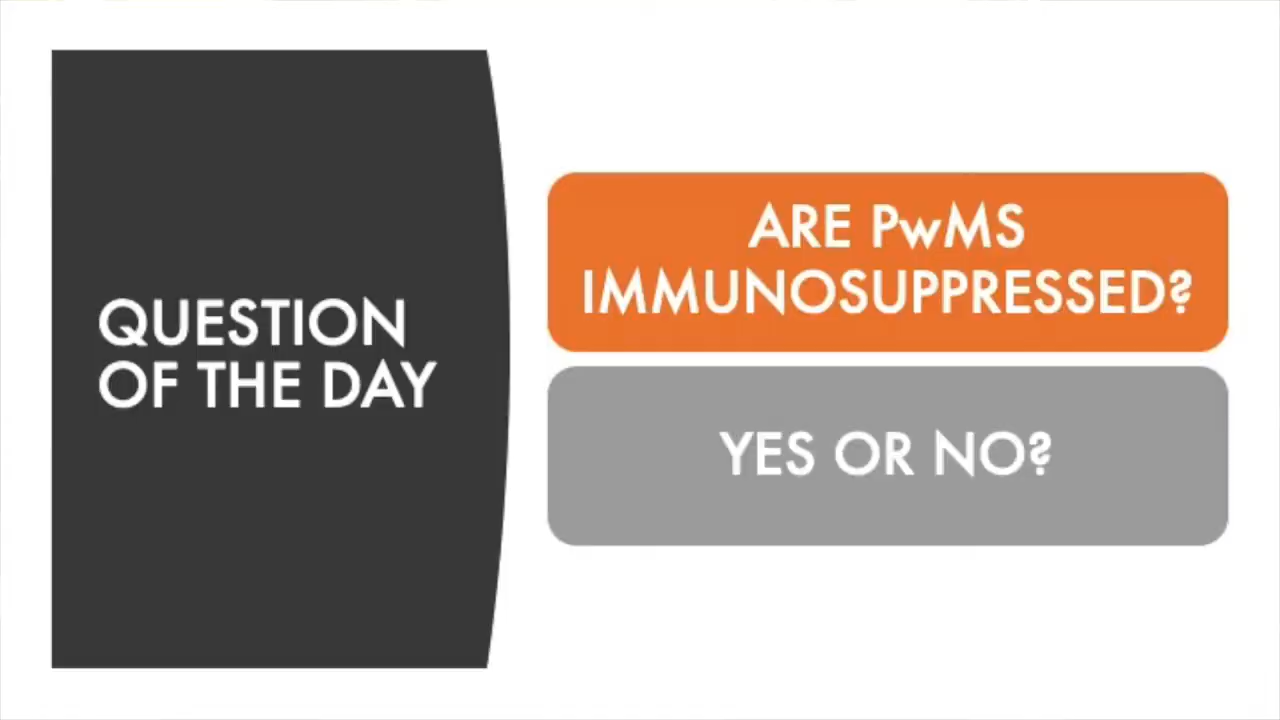 QUESTION
OF THE DAY
ARE PwMS
IMMUNOSUPPRESSED?
YES OR NO?